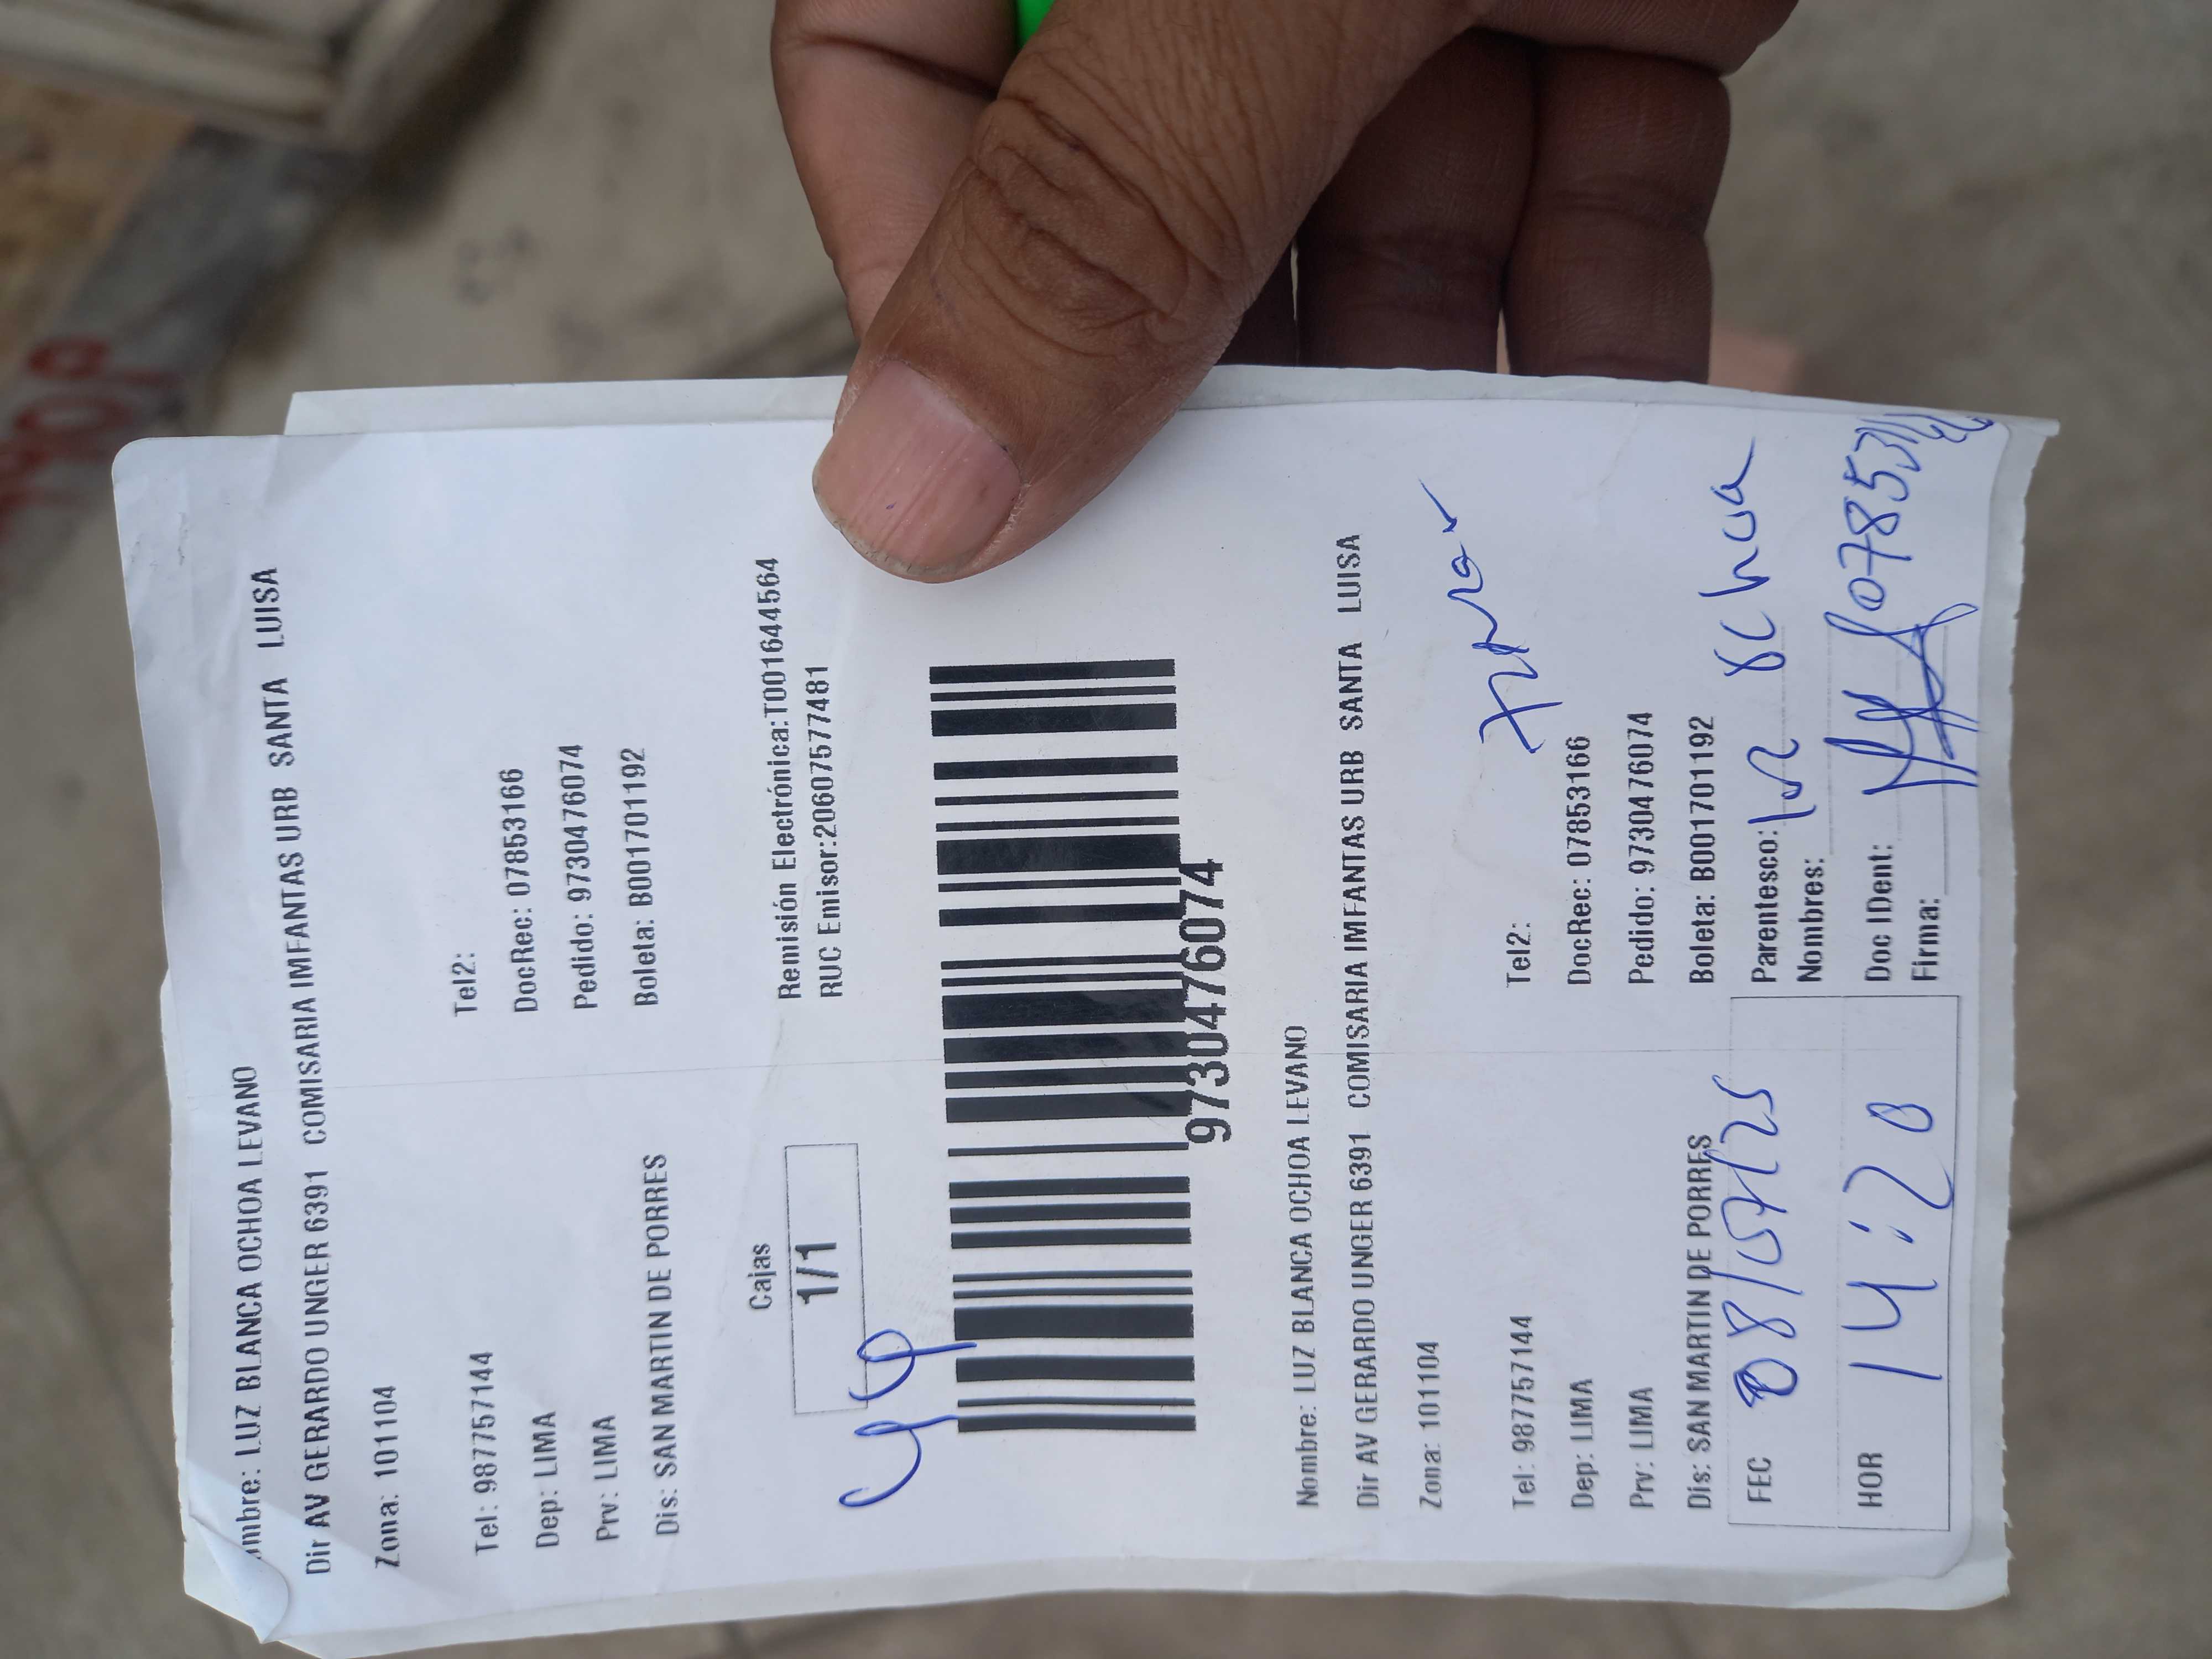 ombre: LUZ BLANCA OCHOA LEVANO
Dir AV GERARDO UNGER 6391 COMISARIA IMFANTAS URB SANTA LUISA
Zona: 101104
Tel: 987757144 Tel2:
Dep: LIMA DocRec: 07853166
Prv: LIMA Pedido: 9730476074
Dis: SAN MARTIN DE PORRES Boleta: B001701192
Cajas Remisión Electrónica:T001644564
1/1 RUC Emisor:20607577481
9730476074
Nombre: LUZ BLANCA OCHOA LEVANO
Dir AV GERARDO UNGER 6391 COMISARIA IMFANTAS URB SANTA LUISA
Zona: 101104
Tel: 987757144 Tel2:
Dep: LIMA DocRec: 07853166
Prv: LIMA Pedido: 9730476074
Dis: SAN MARTIN DE PORRES Boleta: B001701192
FEC 08/07/25 Parentesco:
Nombres:
HOR 14:20 Doc IDent:
Firma: